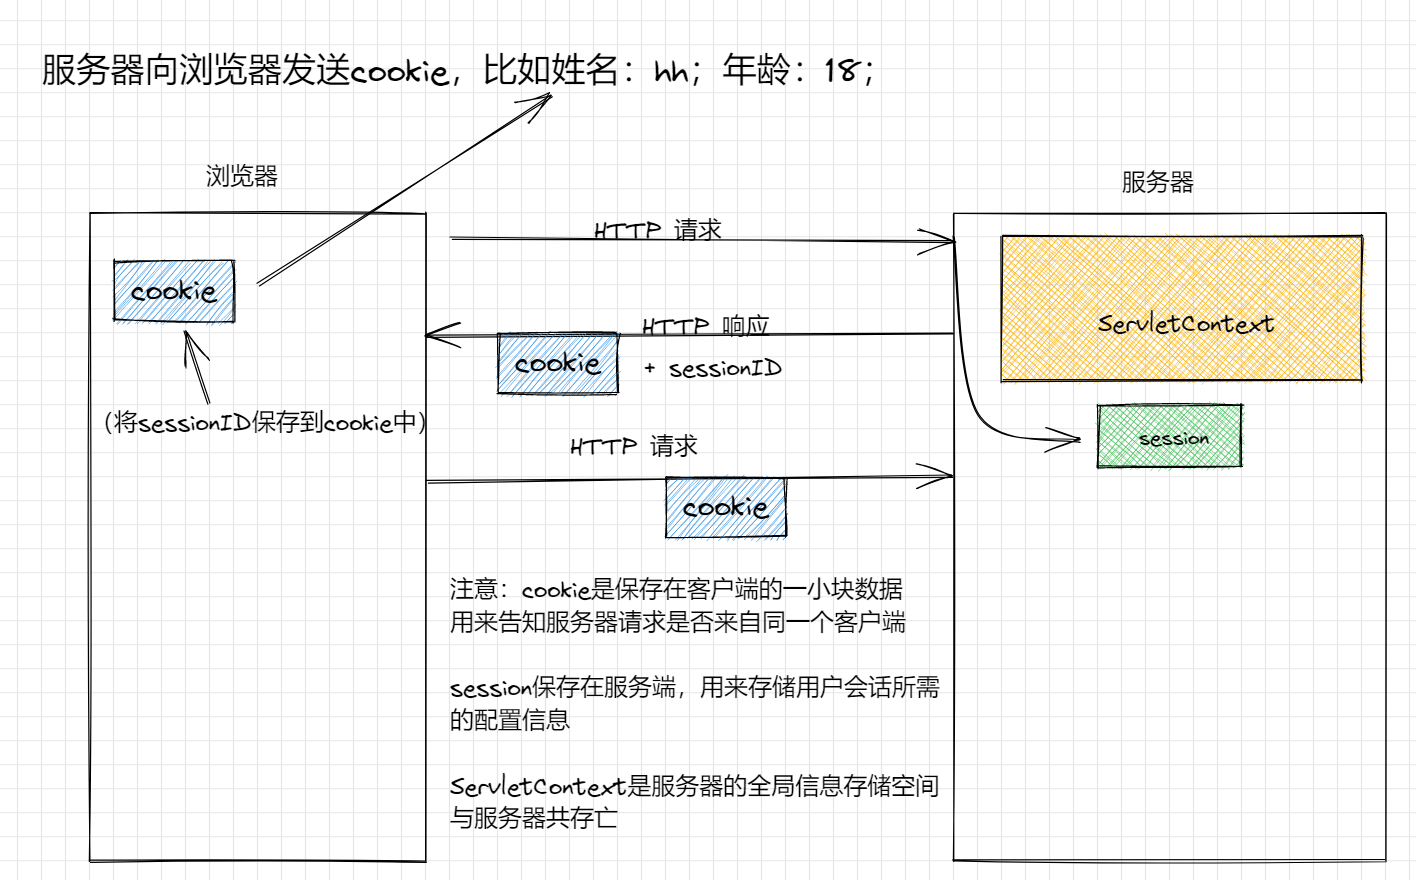 服务器向浏览器发送cookie，比如姓名：hh；年龄：18；
浏览器
服务器
HTTP 请求
cookie
ServletContext
HTTP 响应
cookie
+ sessionID
（将sessionID保存到cookie中）
session
HTTP 请求
cookie
注意：cookie是保存在客户端的一小块数据
用来告知服务器请求是否来自同一个客户端
session保存在服务端，用来存储用户会话所需
的配置信息
ServletContext是服务器的全局信息存储空间
与服务器共存亡